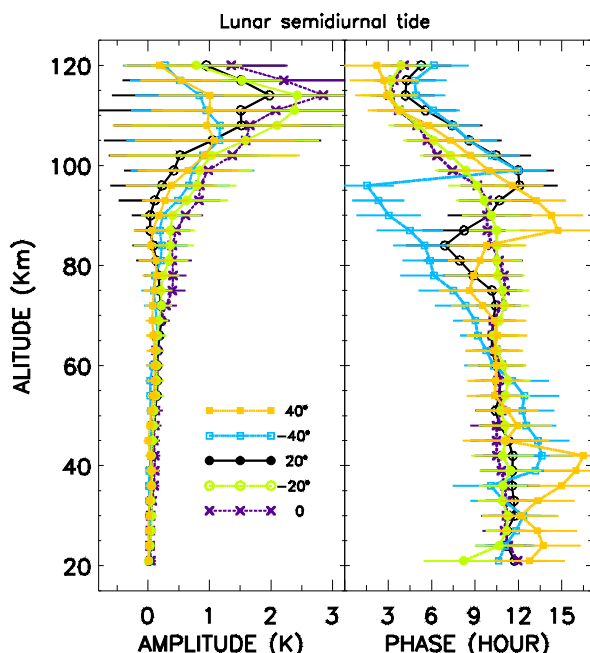 Lunar semidiurnal tide
120
100
80
60
40
20
ALITUDE (Km)
40°
-40°
20°
-20°
0
0 1 2 3
3 6 9 12 15
AMPLITUDE (K)
PHASE (HOUR)